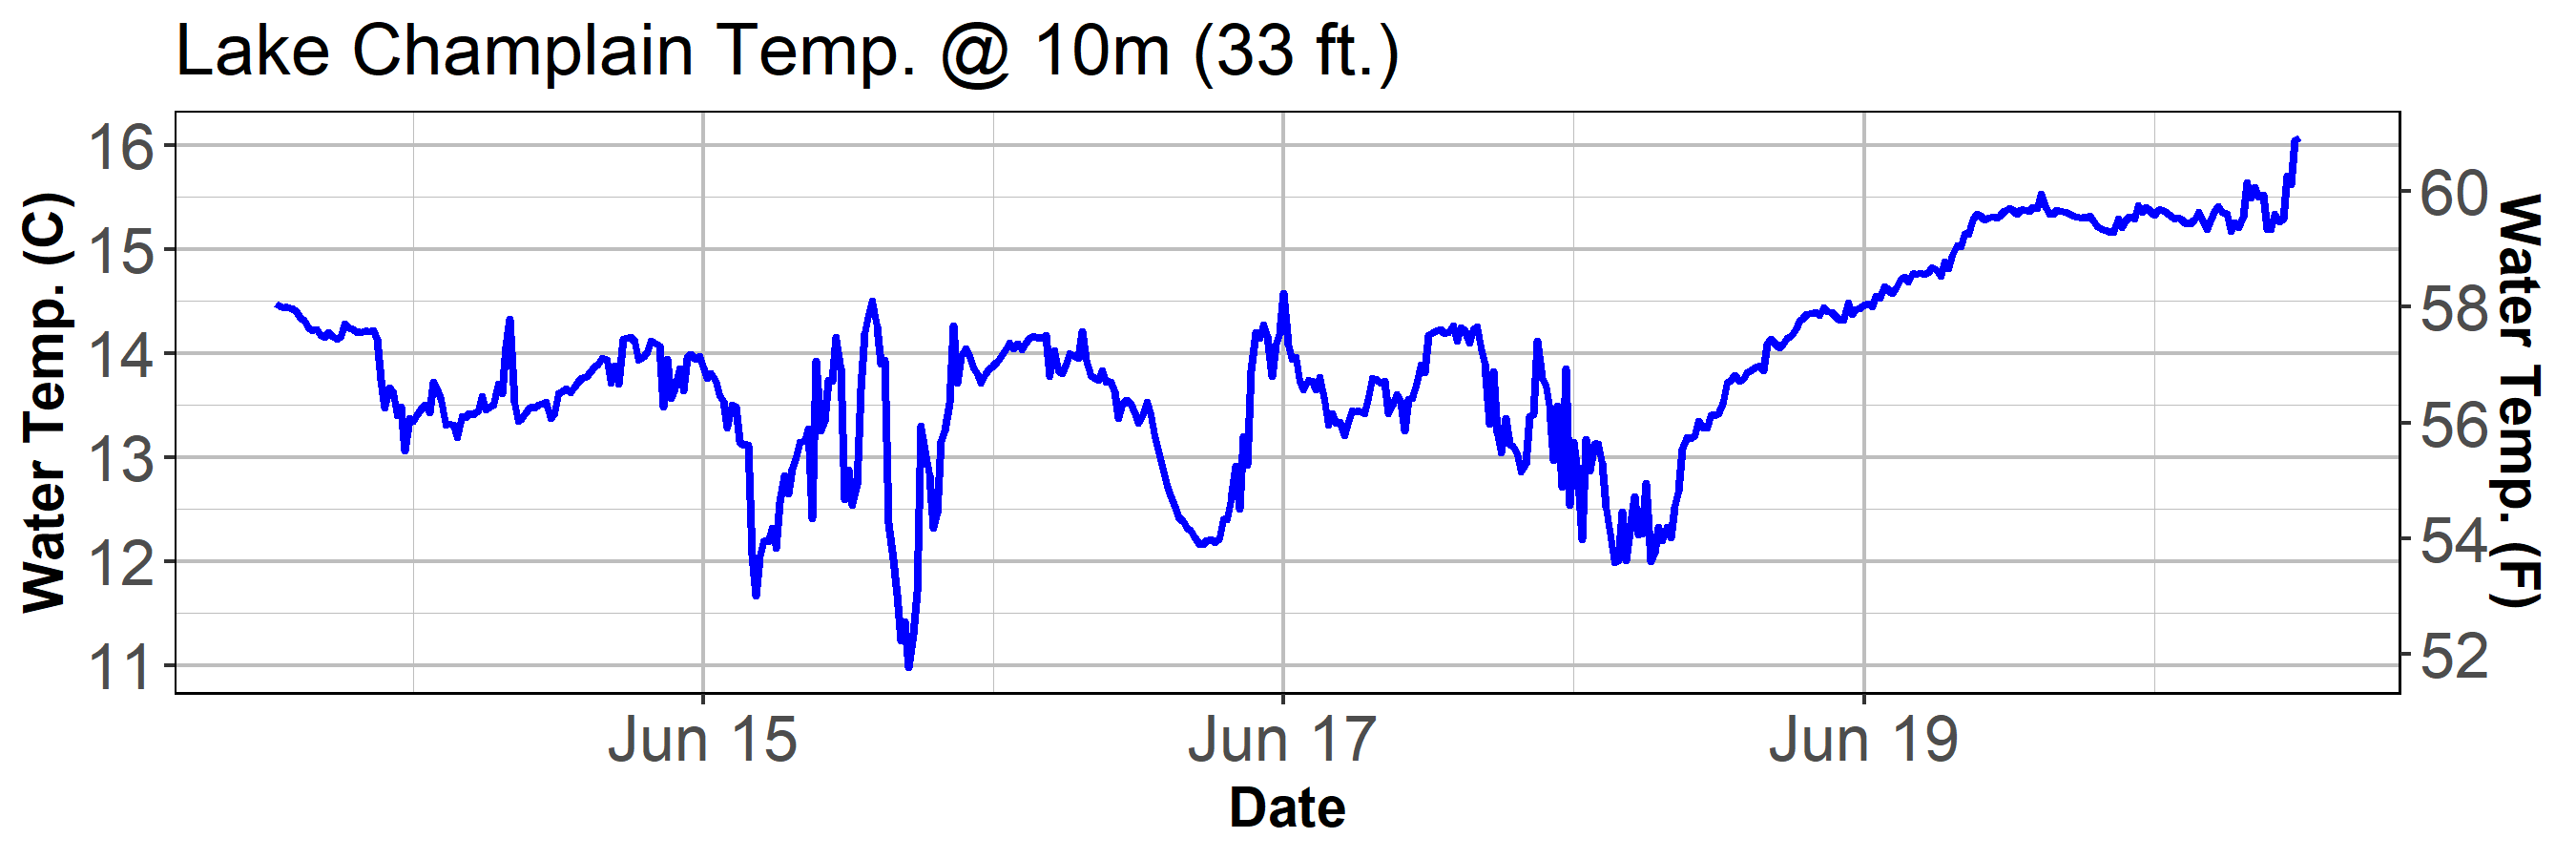 Lake Champlain Temp. @ 10m (33 ft.)
Water Temp. (C)
16
15
14
13
12
11
60
58
56
54
52
Water Temp. (F)
Jun 15
Jun 17
Jun 19
Date